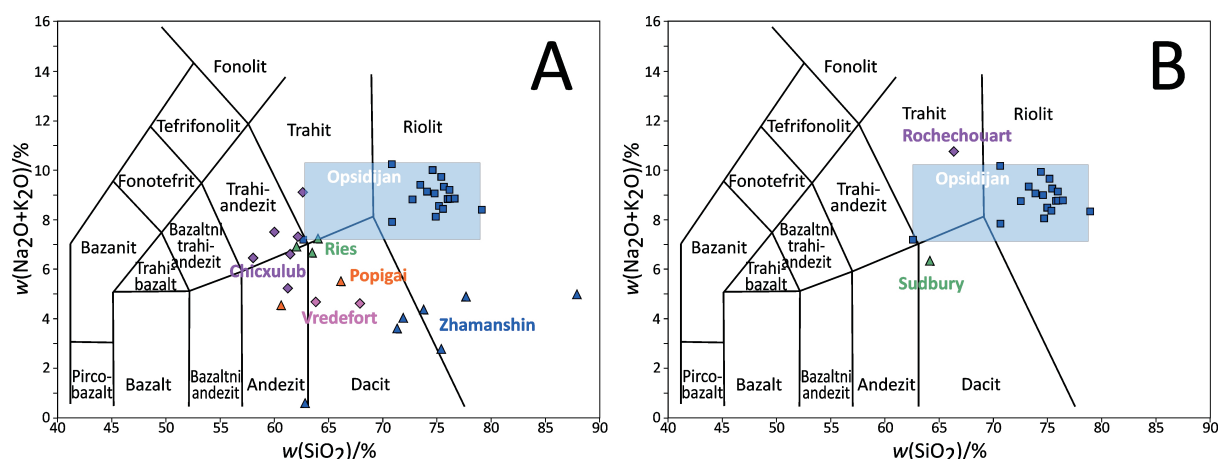 A
16
14
12
10
8
6
4
2
0
w(Na2O+K2O)/%
Fonolit
Tefrifonolit
Trahit
Riolit
Fonotefrit
Opsidijan
Trahi-
andezit
Bazaltni
trahi-
andezit
Bazanit
Trahi-
bazalt
Ries
Chicxulub
Popigai
Vredefort
Zhamanshin
Pirco-
bazalt
Bazalt
Bazaltni
andezit
Andezit
Dacit
40 45 50 55 60 65 70 75 80 85 90
w(SiO2)/%
B
16
14
12
10
8
6
4
2
0
w(Na2O+K2O)/%
Fonolit
Tefrifonolit
Trahit
Riolit
Rochechouart
Fonotefrit
Opsidijan
Trahi-
andezit
Bazaltni
trahi-
andezit
Bazanit
Trahi-
bazalt
Sudbury
Pirco-
bazalt
Bazalt
Bazaltni
andezit
Andezit
Dacit
40 45 50 55 60 65 70 75 80 85 90
w(SiO2)/%